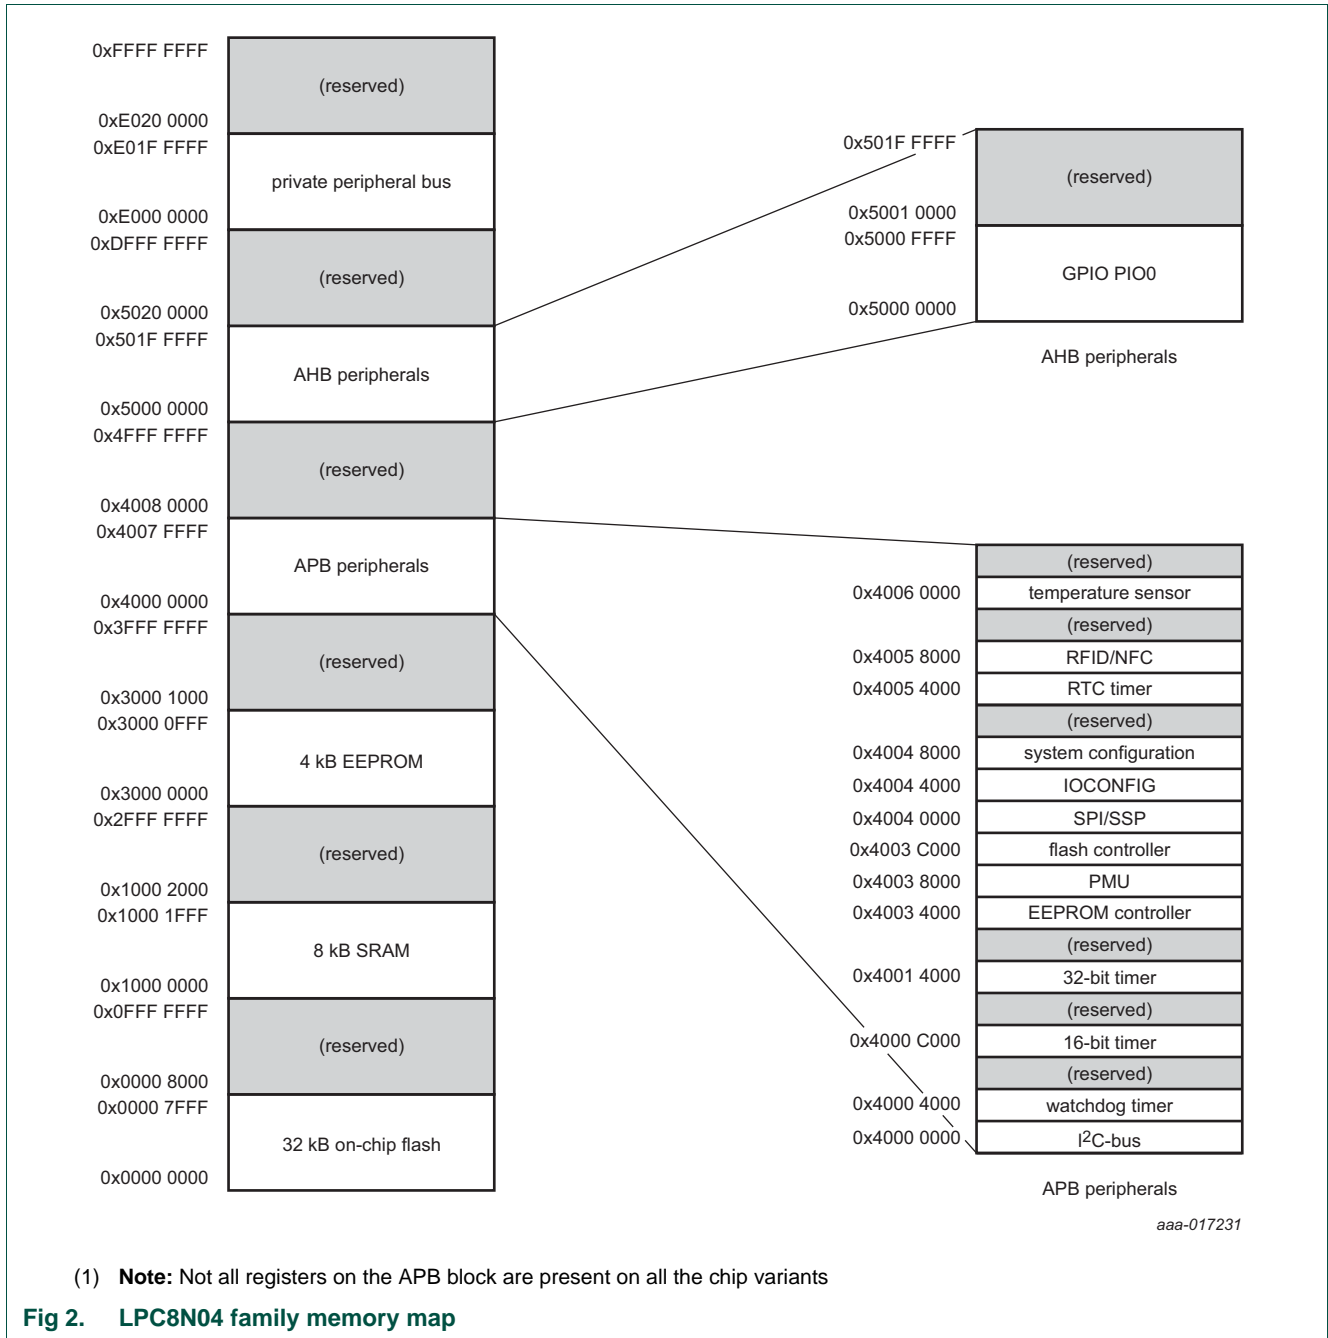 0xFFFF FFFF
(reserved)
0xE020 0000
0xE01F FFFF
private peripheral bus
0xE000 0000
0xDFFF FFFF
(reserved)
0x5020 0000
0x501F FFFF
AHB peripherals
0x5000 0000
0x4FFF FFFF
(reserved)
0x4008 0000
0x4007 FFFF
APB peripherals
0x4000 0000
0x3FFF FFFF
(reserved)
0x3000 1000
0x3000 0FFF
4 kB EEPROM
0x3000 0000
0x2FFF FFFF
(reserved)
0x1000 2000
0x1000 1FFF
8 kB SRAM
0x1000 0000
0x0FFF FFFF
(reserved)
0x0000 8000
0x0000 7FFF
32 kB on-chip flash
0x0000 0000
0x501F FFFF
(reserved)
0x5001 0000
0x5000 FFFF
GPIO PIO0
0x5000 0000
AHB peripherals
(reserved)
0x4006 0000 temperature sensor
(reserved)
0x4005 8000 RFID/NFC
0x4005 4000 RTC timer
(reserved)
0x4004 8000 system configuration
0x4004 4000 IOCONFIG
0x4004 0000 SPI/SSP
0x4003 C000 flash controller
0x4003 8000 PMU
0x4003 4000 EEPROM controller
(reserved)
0x4001 4000 32-bit timer
(reserved)
0x4000 C000 16-bit timer
(reserved)
0x4000 4000 watchdog timer
0x4000 0000 I2C-bus
APB peripherals
aaa-017231
(1) Note: Not all registers on the APB block are present on all the chip variants
Fig 2. LPC8N04 family memory map